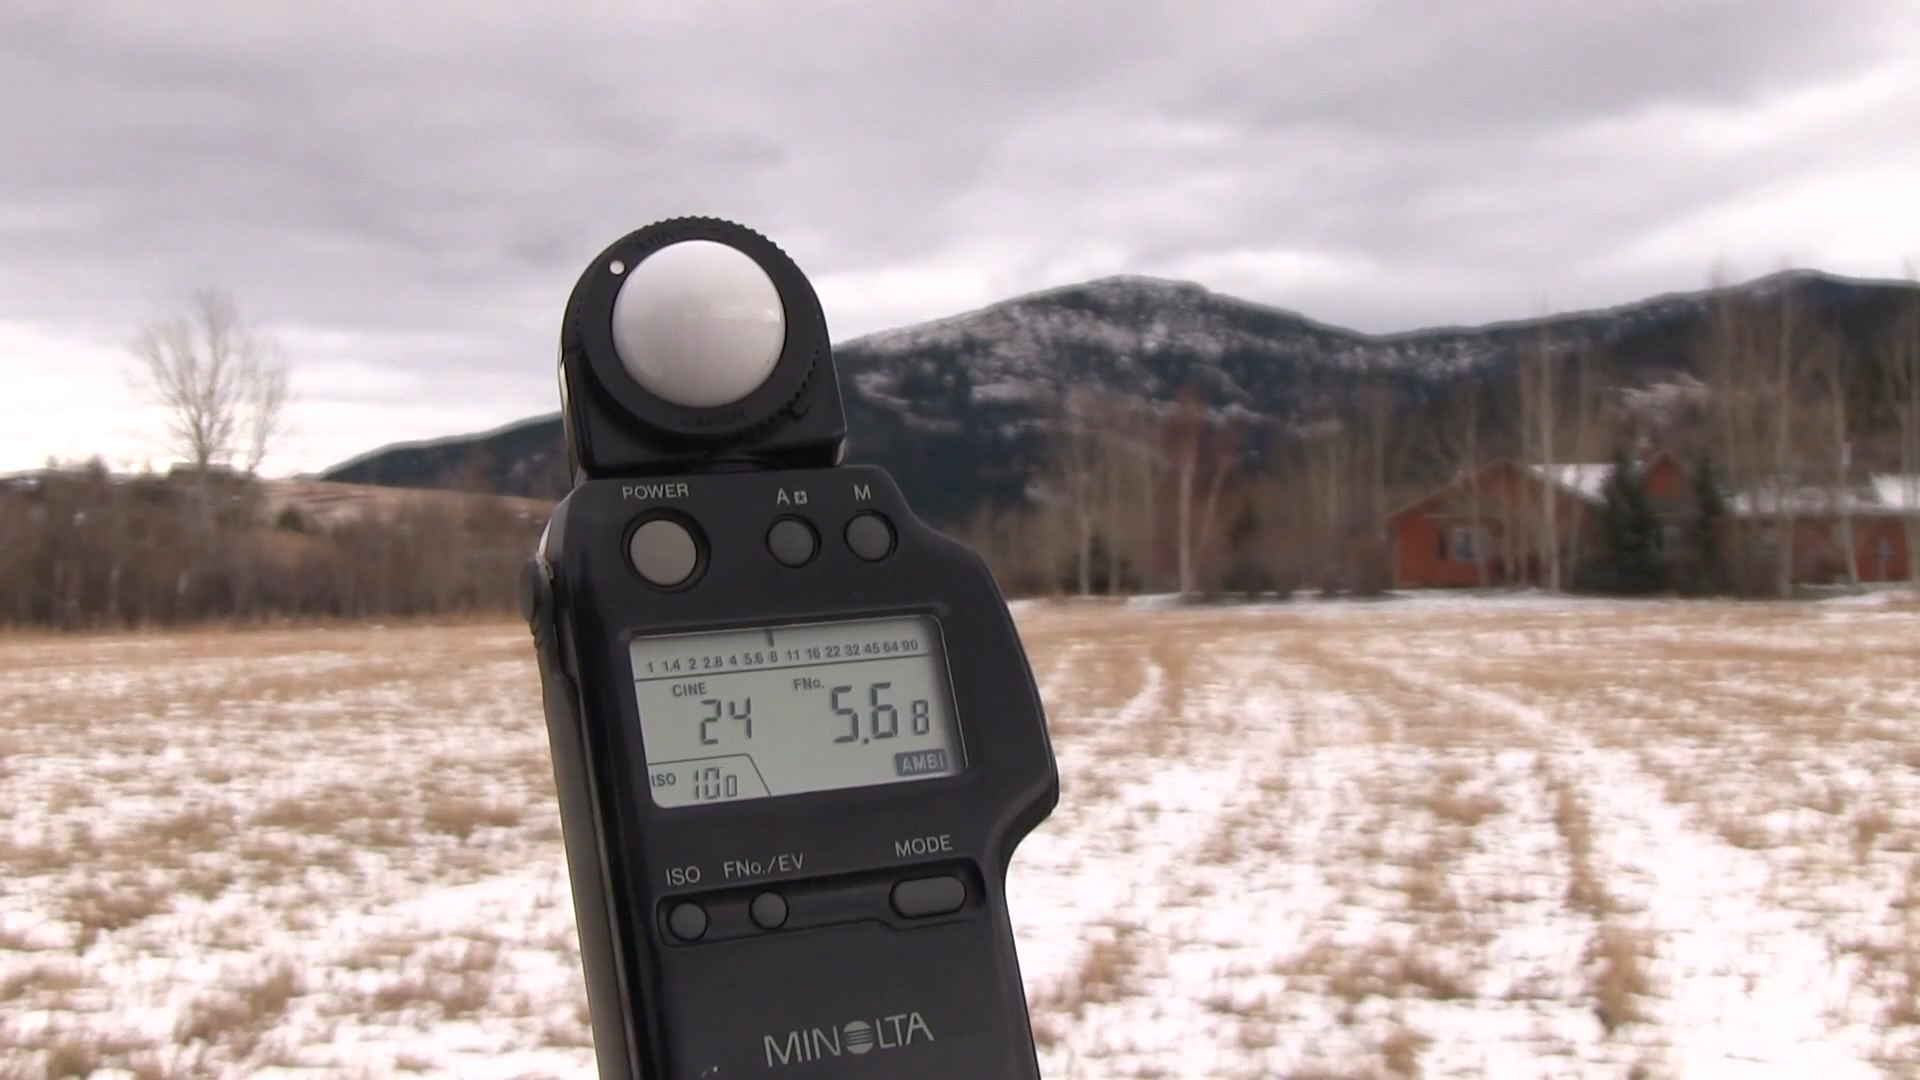 POWER A M
1 1.4 2 2.8 4 5.6 8 11 16 22 32 45 64 90
CINE FNo.
24 5.6 8
AMBI
ISO 100
ISO FNo./EV MODE
MINOLTA